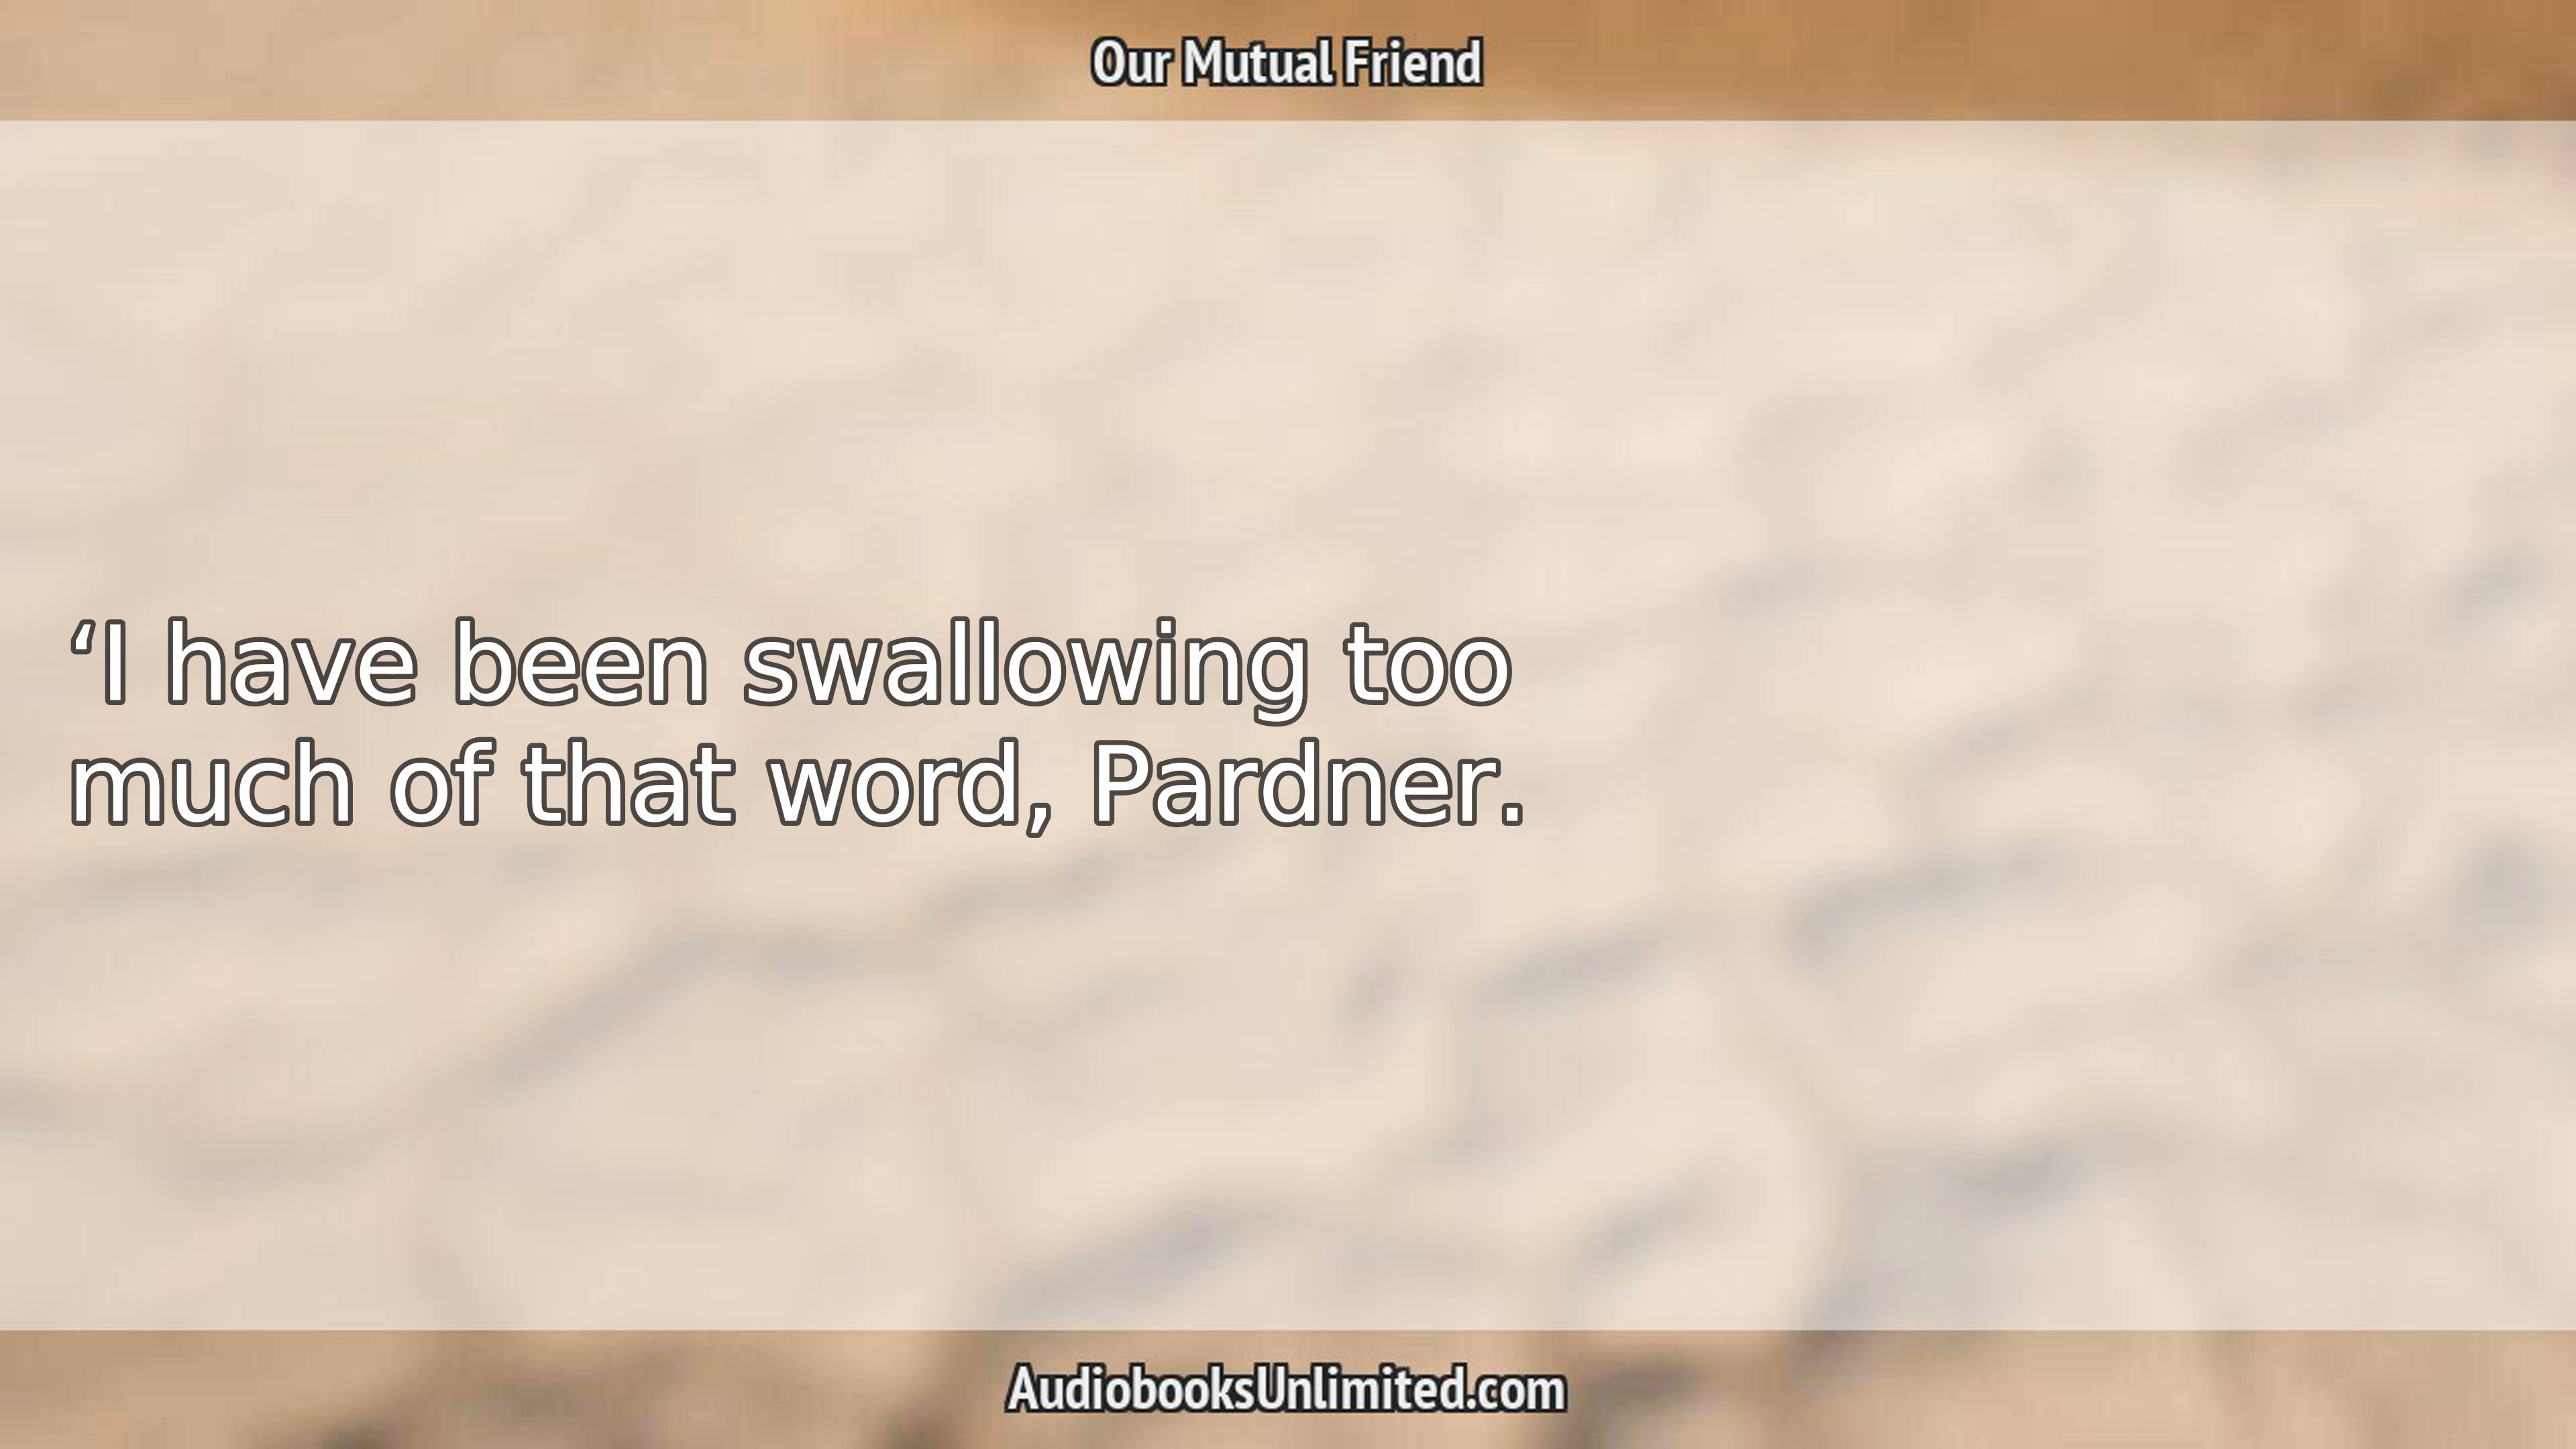 Our Mutual Friend
‘I have been swallowing too
much of that word, Pardner.
AudiobooksUnlimited.com